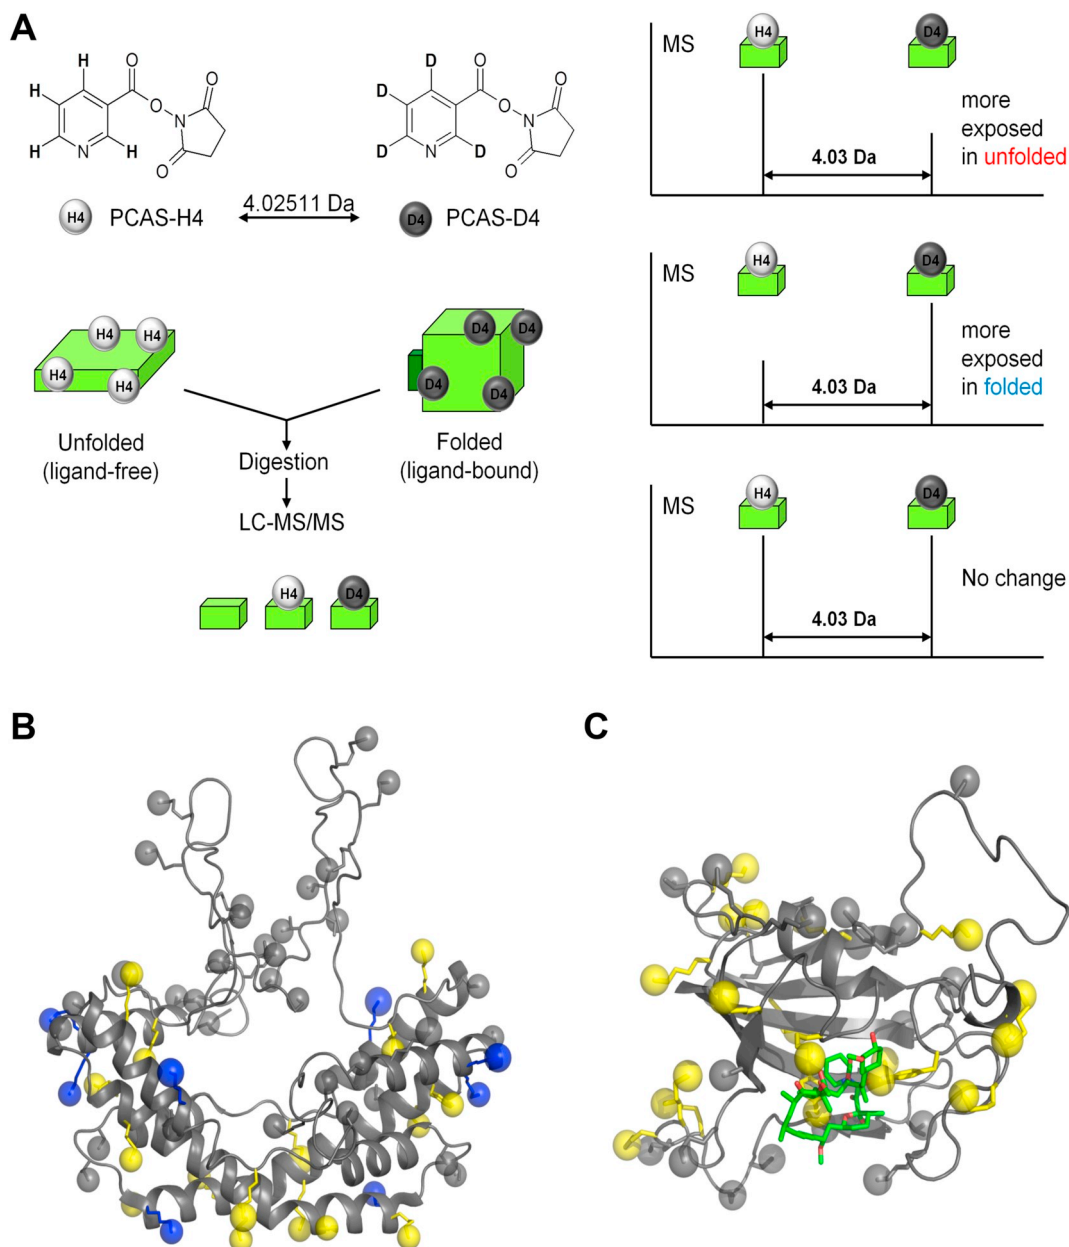 A
H
H
H
H
N
O
O
N
O
O
D
D
D
D
N
O
O
N
O
O
H4 PCAS-H4
4.02511 Da
D4 PCAS-D4
H4
H4
H4
H4
D4
D4
D4
D4
Unfolded
(ligand-free)
Digestion
Folded
(ligand-bound)
LC-MS/MS
H4
D4
MS
H4
D4
more
exposed
in unfolded
4.03 Da
MS
H4
D4
more
exposed
in folded
4.03 Da
MS
H4
D4
No change
4.03 Da
B
C